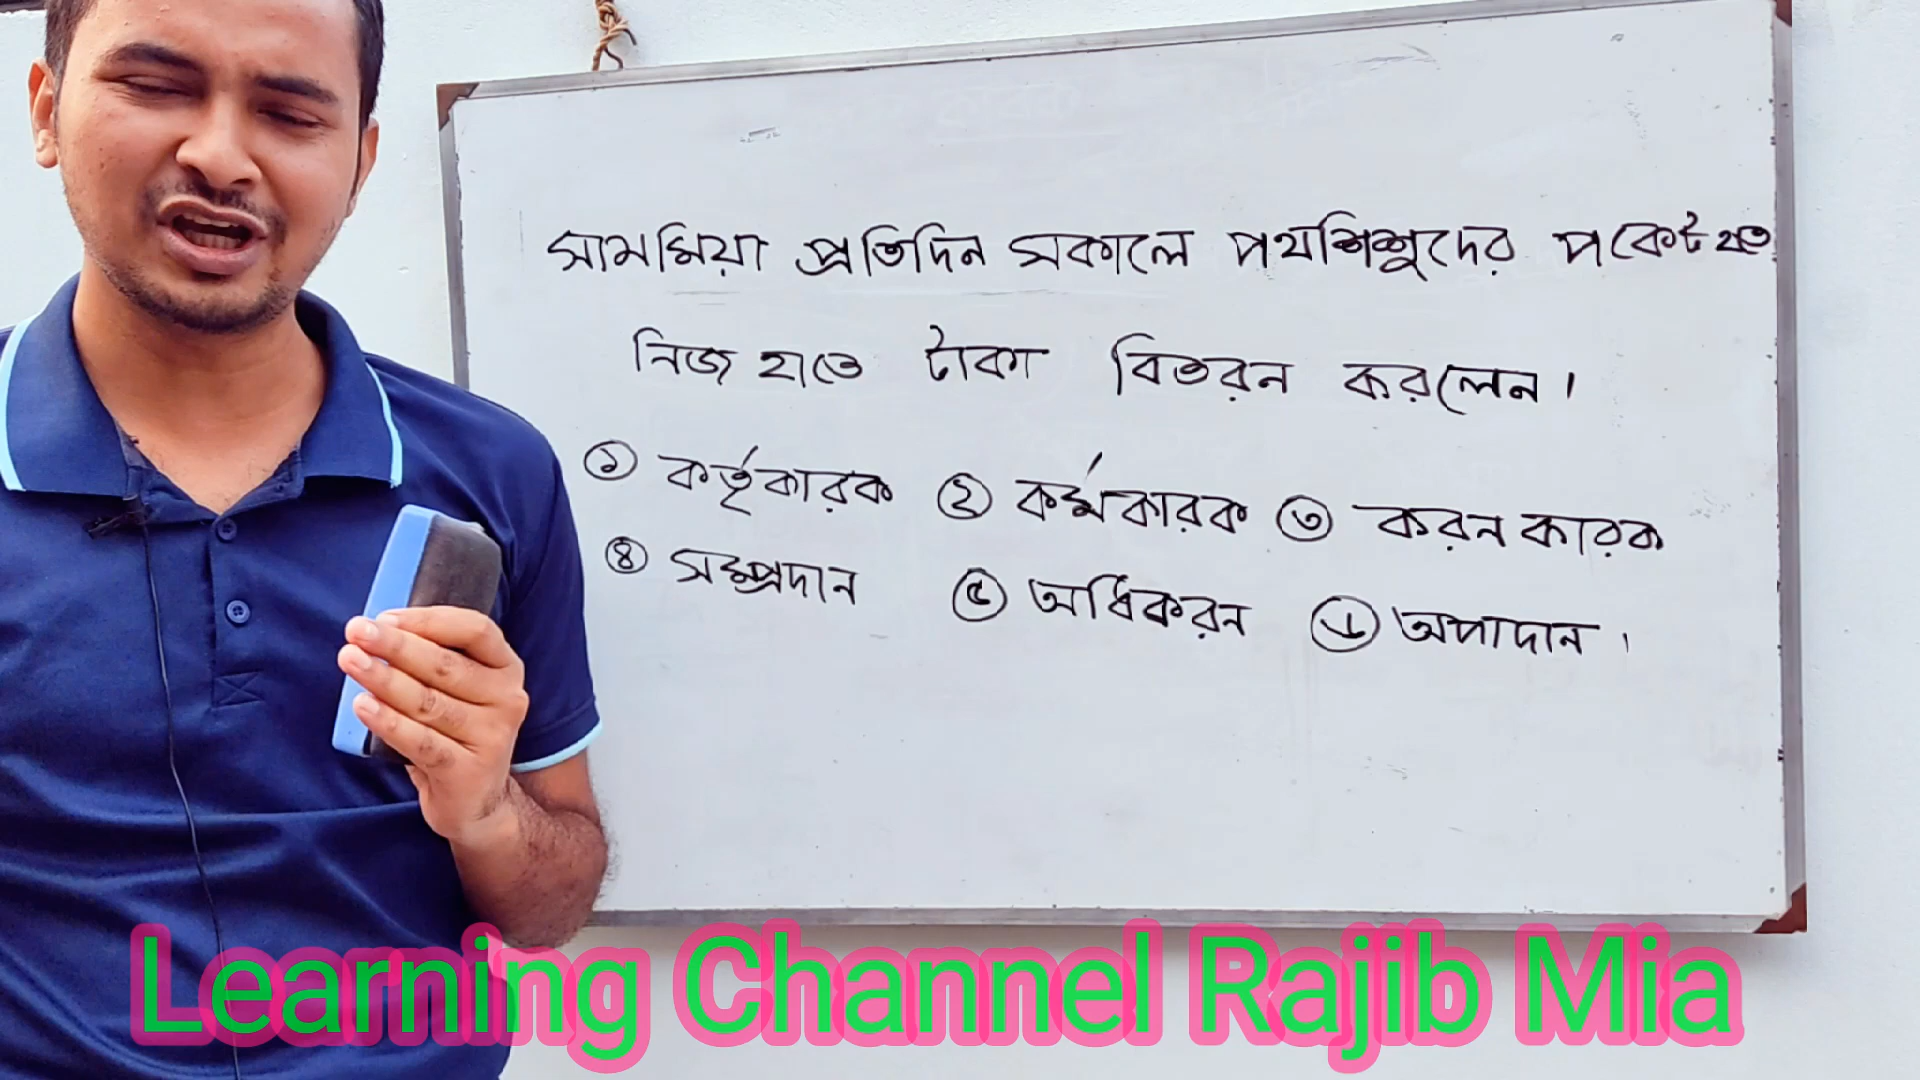 সামমিয়া প্রতিদিন সকালে পথশিশুদের পকেট হতে
নিজ হাতে টাকা বিতরন করলেন।
① কর্তৃকারক ② কর্মকারক ③ করন কারক
④ সম্প্রদান ⑤ অধিকরন ⑥ অপাদান।
Learning Channel Rajib Mia